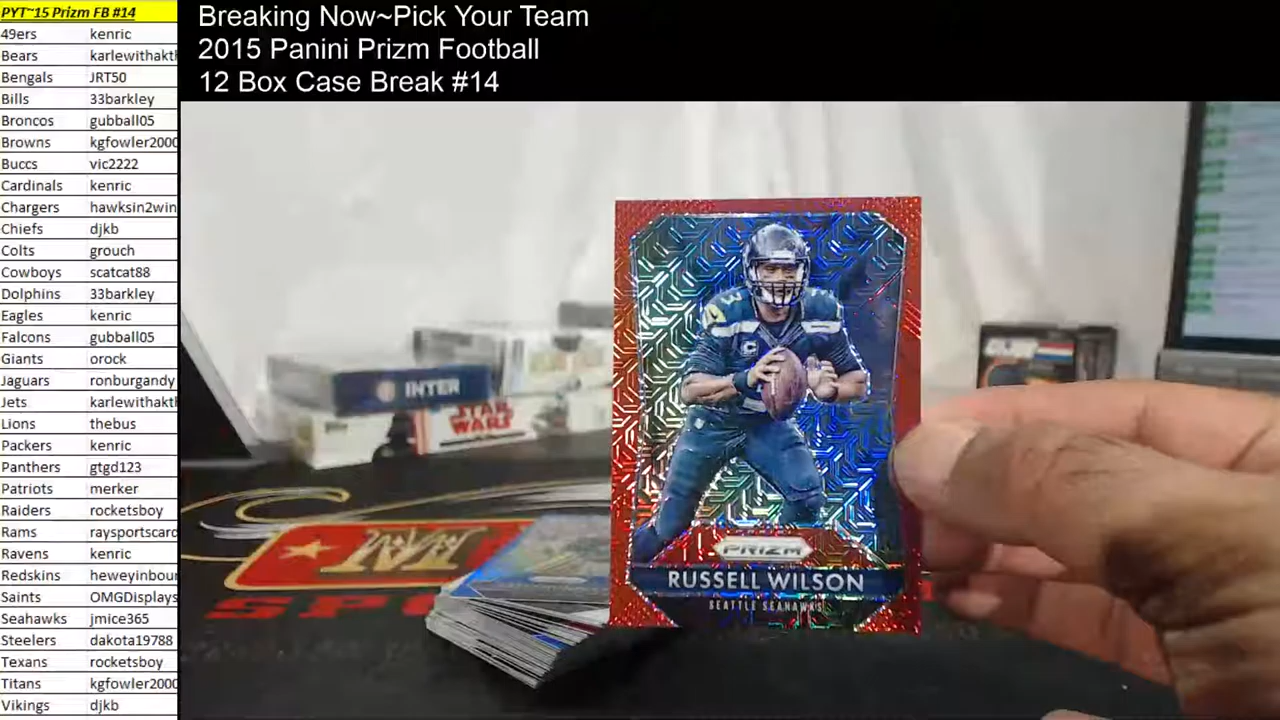 PYT~15 Prizm FB #14
49ers kenric
Bears karlewithakth
Bengals JRT50
Bills 33barkley
Broncos gubball05
Browns kgfowler2000
Buccs vic2222
Cardinals kenric
Chargers hawksin2win
Chiefs djkb
Colts grouch
Cowboys scatcat88
Dolphins 33barkley
Eagles kenric
Falcons gubball05
Giants orock
Jaguars ronburgandy
Jets karlewithakth
Lions thebus
Packers kenric
Panthers gtgd123
Patriots merker
Raiders rocketsboy
Rams raysportscard
Ravens kenric
Redskins heweyinbour
Saints OMGDisplays
Seahawks jmice365
Steelers dakota19788
Texans rocketsboy
Titans kgfowler2000
Vikings djkb
Breaking Now~Pick Your Team
2015 Panini Prizm Football
12 Box Case Break #14
INTER
STAR
WARS
PRIZM
RUSSELL WILSON
SEATTLE SEAHAWKS